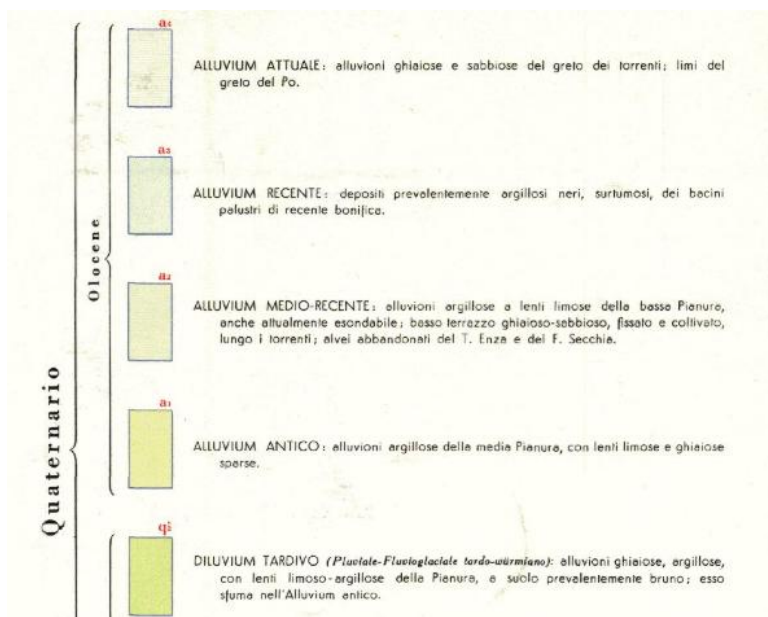 a4
ALLUVIUM ATTUALE: alluvioni ghiaiose e sabbiose del greto dei torrenti; limi del
greto del Po.
a3
ALLUVIUM RECENTE: depositi prevalentemente argillosi neri, surtumosi, dei bacini
palustri di recente bonifica.
Olocene
a2
ALLUVIUM MEDIO-RECENTE: alluvioni argillose a lenti limose della bassa Pianura,
anche attualmente esondabile; basso terrazzo ghiaioso-sabbioso, fissato e coltivato,
lungo i torrenti; alvei abbandonati del T. Enza e del F. Secchia.
Quaternario
a1
ALLUVIUM ANTICO: alluvioni argillose della media Pianura, con lenti limose e ghiaiose
sparse.
DILUVIUM TARDIVO (Pluviale-Fluvioglaciale tardo-würmiano): alluvioni ghiaiose, argillose,
con lenti limoso-argillose della Pianura, a suolo prevalentemente bruno; esso
sfuma nell'Alluvium antico.